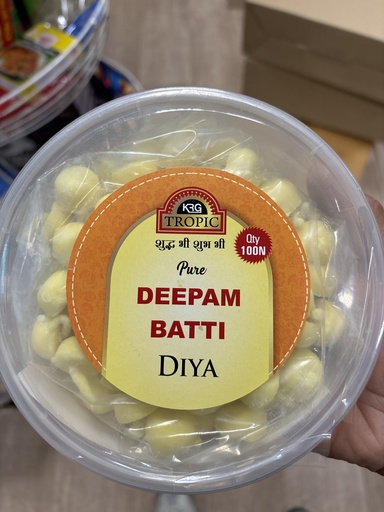 KRG
TROPIC
शुद्ध भी शुभ भी
Qty
100N
Pure
DEEPAM
BATTI
DIYA